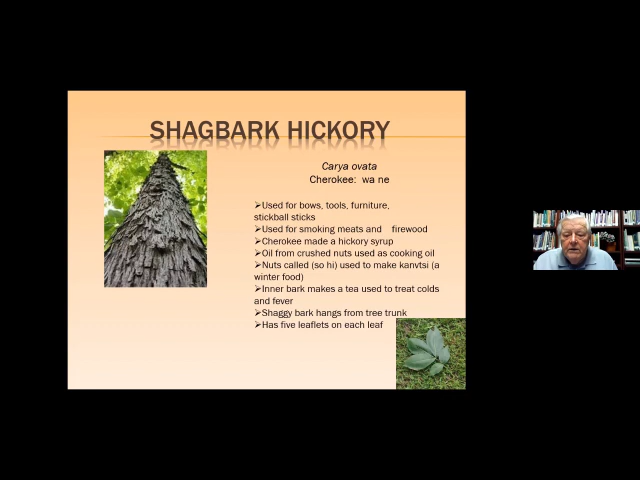 SHAGBARK HICKORY
Carya ovata
Cherokee: wa ne
➢Used for bows, tools, furniture,
stickball sticks
➢Used for smoking meats and firewood
➢Cherokee made a hickory syrup
➢Oil from crushed nuts used as cooking oil
➢Nuts called (so hi) used to make kanvtsi (a
winter food)
➢Inner bark makes a tea used to treat colds
and fever
➢Shaggy bark hangs from tree trunk
➢Has five leaflets on each leaf